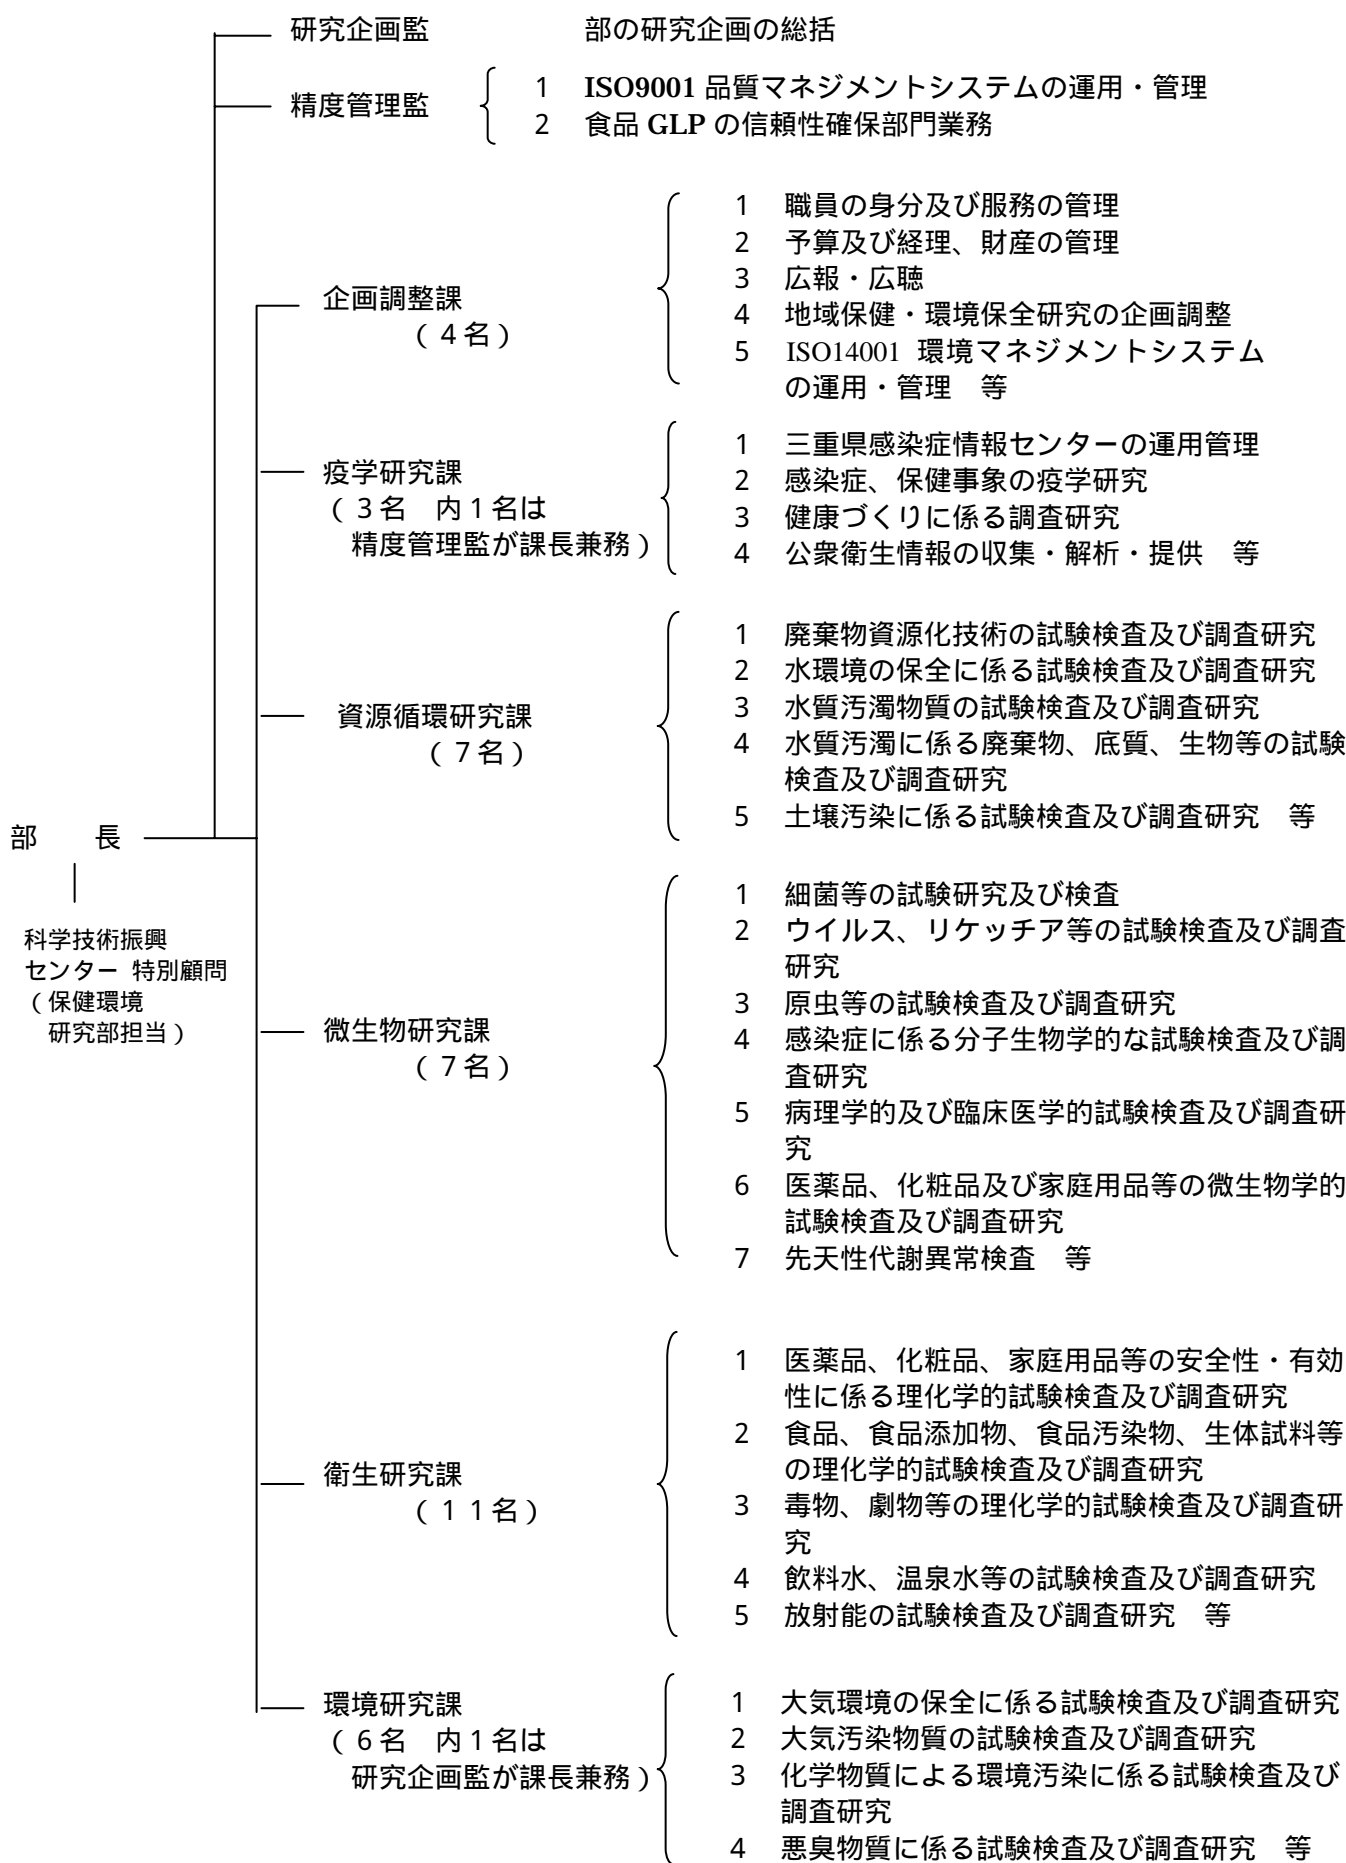 研究企画監　部の研究企画の総括
精度管理監
1 ISO9001 品質マネジメントシステムの運用・管理
2 食品 GLP の信頼性確保部門業務
企画調整課
（４名）
1 職員の身分及び服務の管理
2 予算及び経理、財産の管理
3 広報・広聴
4 地域保健・環境保全研究の企画調整
5 ISO14001 環境マネジメントシステム
の運用・管理　等
疫学研究課
（３名　内１名は
精度管理監が課長兼務）
1 三重県感染症情報センターの運用管理
2 感染症、保健事象の疫学研究
3 健康づくりに係る調査研究
4 公衆衛生情報の収集・解析・提供　等
資源循環研究課
（７名）
1 廃棄物資源化技術の試験検査及び調査研究
2 水環境の保全に係る試験検査及び調査研究
3 水質汚濁物質の試験検査及び調査研究
4 水質汚濁に係る廃棄物、底質、生物等の試験
検査及び調査研究
5 土壌汚染に係る試験検査及び調査研究　等
部　長
科学技術振興
センター 特別顧問
（保健環境
研究部担当）
微生物研究課
（７名）
1 細菌等の試験研究及び検査
2 ウイルス、リケッチア等の試験検査及び調査
研究
3 原虫等の試験検査及び調査研究
4 感染症に係る分子生物学的な試験検査及び調
査研究
5 病理学的及び臨床医学的試験検査及び調査研
究
6 医薬品、化粧品及び家庭用品等の微生物学的
試験検査及び調査研究
7 先天性代謝異常検査　等
衛生研究課
（１１名）
1 医薬品、化粧品、家庭用品等の安全性・有効
性に係る理化学的試験検査及び調査研究
2 食品、食品添加物、食品汚染物、生体試料等
の理化学的試験検査及び調査研究
3 毒物、劇物等の理化学的試験検査及び調査研
究
4 飲料水、温泉水等の試験検査及び調査研究
5 放射能の試験検査及び調査研究　等
環境研究課
（６名　内１名は
研究企画監が課長兼務）
1 大気環境の保全に係る試験検査及び調査研究
2 大気汚染物質の試験検査及び調査研究
3 化学物質による環境汚染に係る試験検査及び
調査研究
4 悪臭物質に係る試験検査及び調査研究　等